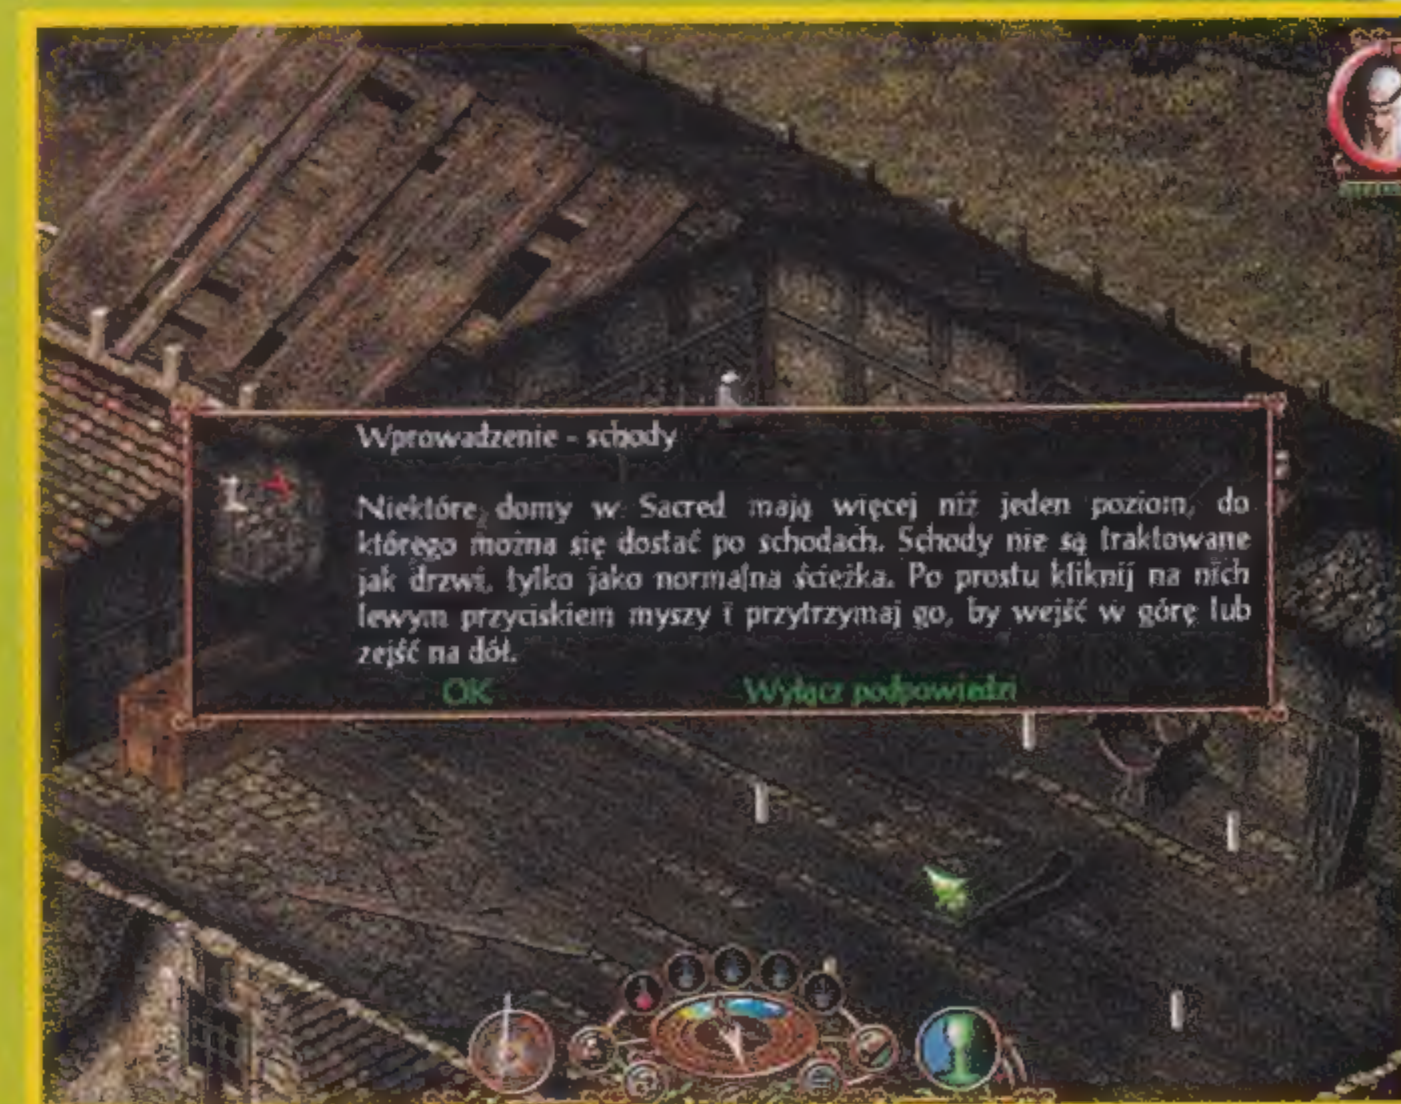 Wprowadzenie - schody
Niektóre domy w Sacred mają więcej niż jeden poziom, do
którego można się dostać po schodach. Schody nie są traktowane
jak drzwi, tylko jako normalna ścieżka. Po prostu kliknij na nich
lewym przyciskiem myszy i przytrzymaj go, by wejść w górę lub
zejść na dół.
OK Wyłącz podpowiedzi